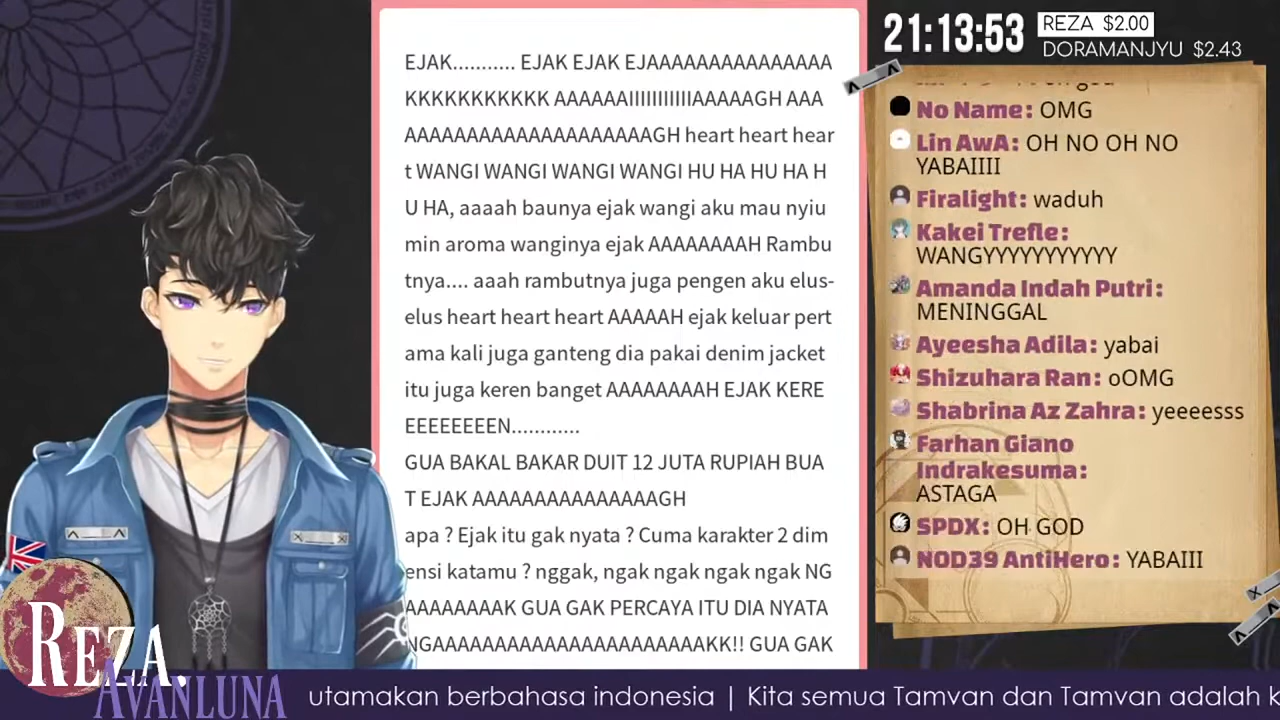 EJAK........... EJAK EJAK EJAAAAAAAAAAAAAAA
KKKKKKKKKKK AAAAAAIIIIIIIIIIIAAAAAGH AAA
AAAAAAAAAAAAAAAAAAAAGH heart heart hear
t WANGI WANGI WANGI WANGI HU HA HU HA H
U HA, aaaah baunya ejak wangi aku mau nyiu
min aroma wanginya ejak AAAAAAAAH Rambu
tnya.... aaah rambutnya juga pengen aku elus-
elus heart heart heart AAAAAH ejak keluar pert
ama kali juga ganteng dia pakai denim jacket
itu juga keren banget AAAAAAAAH EJAK KERE
EEEEEEEEN............
GUA BAKAL BAKAR DUIT 12 JUTA RUPIAH BUA
T EJAK AAAAAAAAAAAAAAAGH
apa ? Ejak itu gak nyata ? Cuma karakter 2 dim
ensi katamu ? nggak, ngak ngak ngak ngak NG
AAAAAAAAK GUA GAK PERCAYA ITU DIA NYATA
NGAAAAAAAAAAAAAAAAAAAAAKK!! GUA GAK
21:13:53
REZA $2.00
DORAMANJYU $2.43
No Name: OMG
Lin AwA: OH NO OH NO
YABAIIII
Firalight: waduh
Kakei Trefle:
WANGYYYYYYYYYYY
Amanda Indah Putri:
MENINGGAL
Ayeesha Adila: yabai
Shizuhara Ran: oOMG
Shabrina Az Zahra: yeeeesss
Farhan Giano
Indrakesuma:
ASTAGA
SPDX: OH GOD
NOD39 AntiHero: YABAIII
REZA.
AVANLUNA
utamakan berbahasa indonesia | Kita semua Tamvan dan Tamvan adalah k